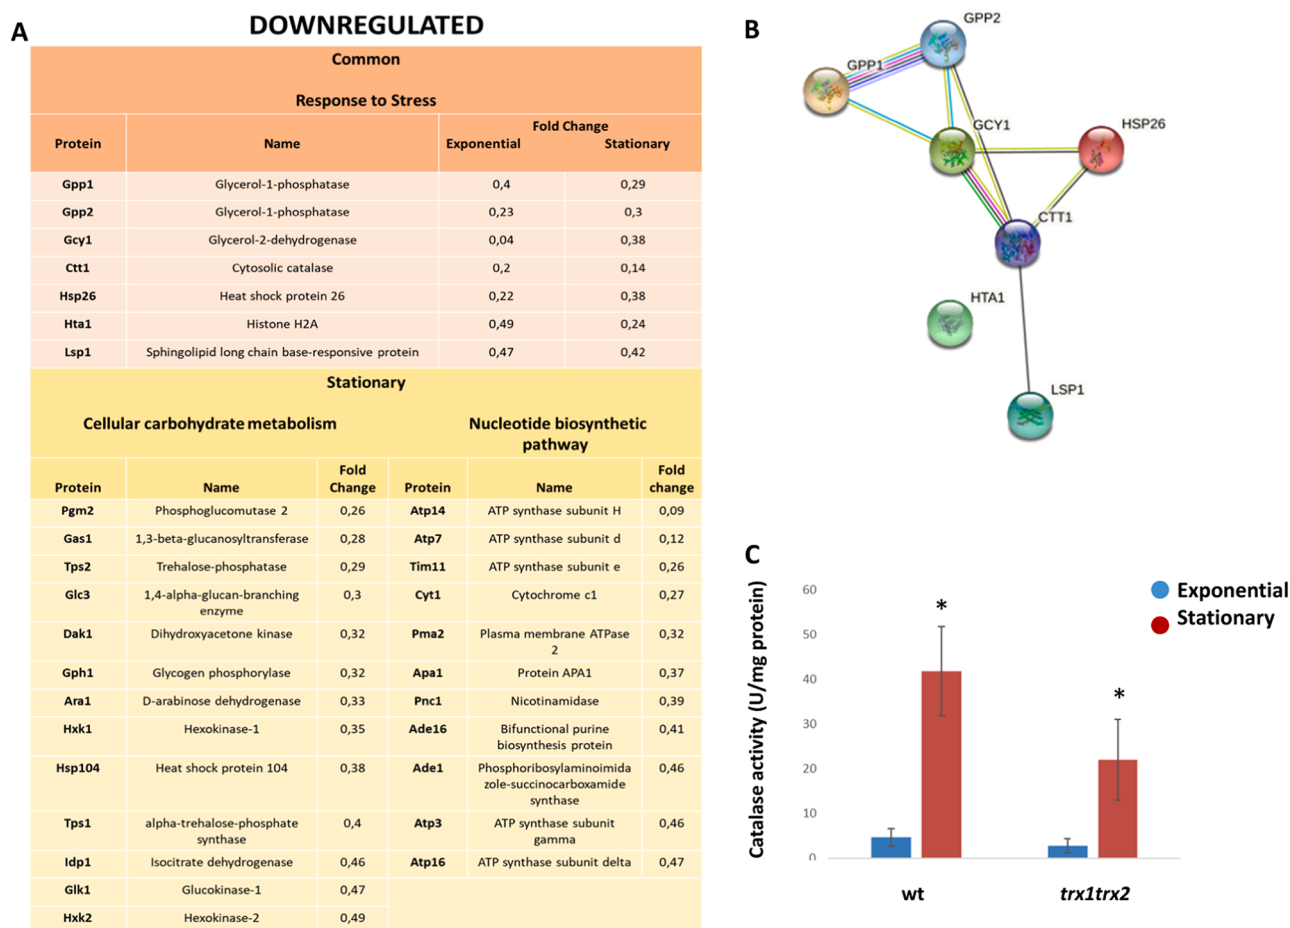 A
DOWNREGULATED
Common
Response to Stress
Protein Name Fold Change
Exponential Stationary
Gpp1 Glycerol-1-phosphatase 0,4 0,29
Gpp2 Glycerol-1-phosphatase 0,23 0,3
Gcy1 Glycerol-2-dehydrogenase 0,04 0,38
Ctt1 Cytosolic catalase 0,2 0,14
Hsp26 Heat shock protein 26 0,22 0,38
Hta1 Histone H2A 0,49 0,24
Lsp1 Sphingolipid long chain base-responsive protein 0,47 0,42
Stationary
Cellular carbohydrate metabolism
Nucleotide biosynthetic
pathway
Protein Name Fold
Change
Protein Name Fold
change
Pgm2 Phosphoglucomutase 2 0,26 Atp14 ATP synthase subunit H 0,09
Gas1 1,3-beta-glucanosyltransferase 0,28 Atp7 ATP synthase subunit d 0,12
Tps2 Trehalose-phosphatase 0,29 Tim11 ATP synthase subunit e 0,26
Glc3 1,4-alpha-glucan-branching
enzyme 0,3 Cyt1 Cytochrome c1 0,27
Dak1 Dihydroxyacetone kinase 0,32 Pma2 Plasma membrane ATPase
2 0,32
Gph1 Glycogen phosphorylase 0,32 Apa1 Protein APA1 0,37
Ara1 D-arabinose dehydrogenase 0,33 Pnc1 Nicotinamidase 0,39
Hxk1 Hexokinase-1 0,35 Ade16 Bifunctional purine
biosynthesis protein 0,41
Hsp104 Heat shock protein 104 0,38 Ade1 Phosphoribosylaminoimida
zole-succinocarboxamide
synthase 0,46
Tps1 alpha-trehalose-phosphate
synthase 0,4 Atp3 ATP synthase subunit
gamma 0,46
Idp1 Isocitrate dehydrogenase 0,46 Atp16 ATP synthase subunit delta 0,47
Glk1 Glucokinase-1 0,47
Hxk2 Hexokinase-2 0,49
B
GPP2
GPP1
GCY1
HSP26
CTT1
HTA1
LSP1
C
Catalase activity (U/mg protein)
60
50
40
30
20
10
0
*
*
wt
trx1trx2
Exponential
Stationary